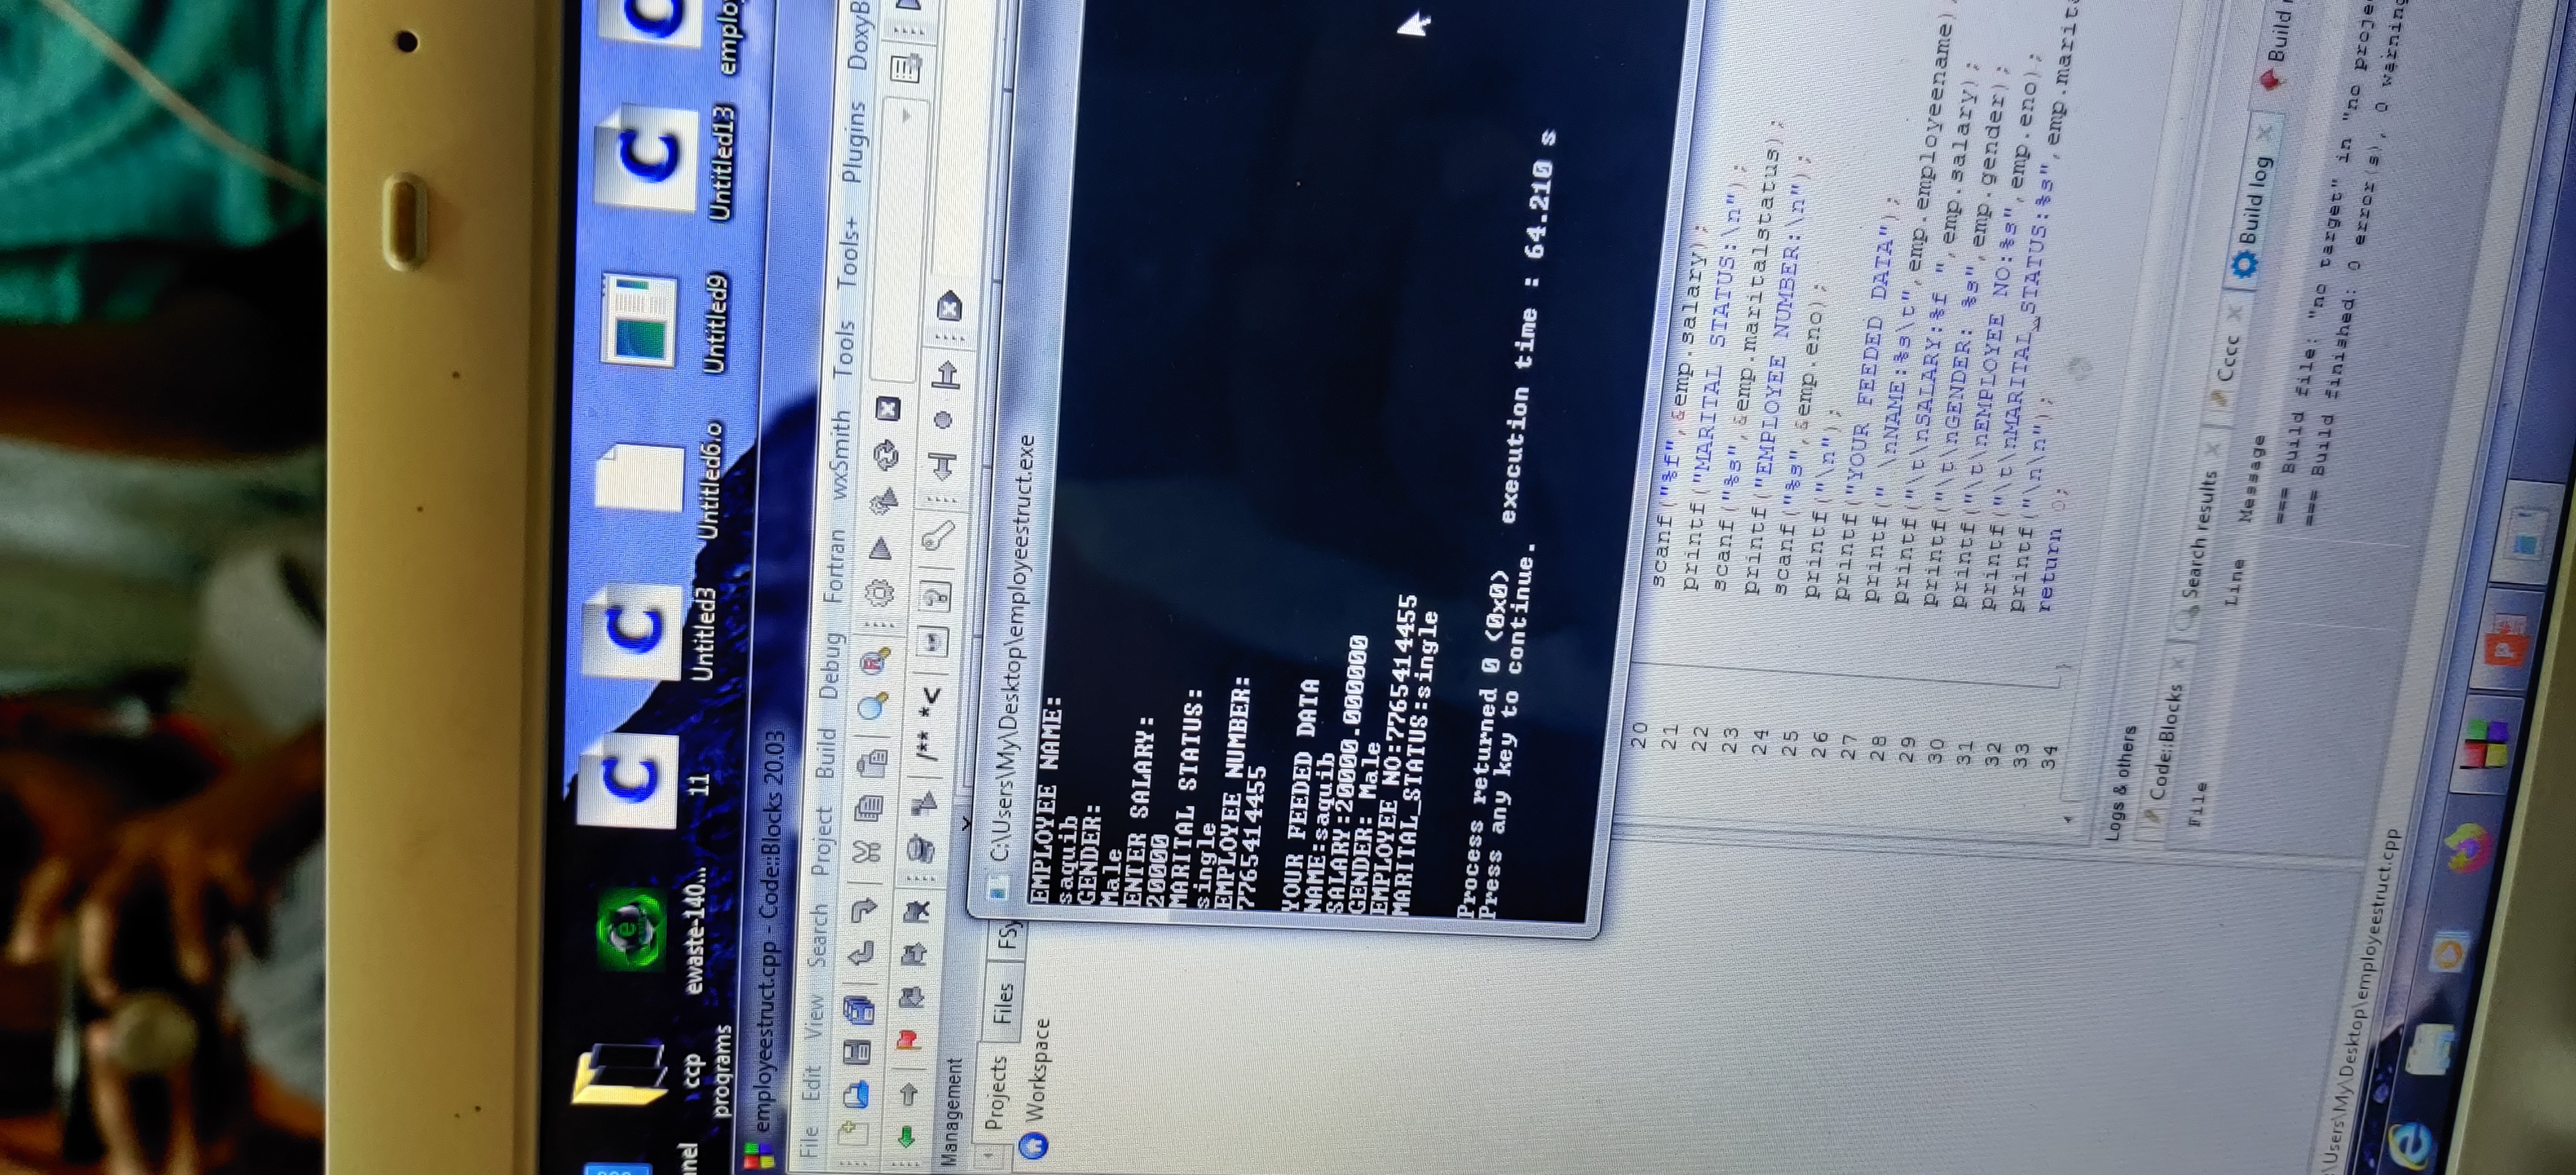 ccp
programs
ewaste-140...
11
Untitled3
Untitled6.o
Untitled9
Untitled13
employeestruct.cpp - Code::Blocks 20.03
File Edit View Search Project Build Debug Fortran wxSmith Tools Tools+ Plugins
/** *<
Management
Projects Files
Workspace
C:\Users\My\Desktop\employeestruct.exe
EMPLOYEE NAME:
saquib
GENDER:
Male
ENTER SALARY:
20000
MARITAL STATUS:
single
EMPLOYEE NUMBER:
7765414455
YOUR FEEDED DATA
NAME:saquib
SALARY:20000.000000
GENDER: Male
EMPLOYEE NO:7765414455
MARITAL_STATUS:single
Process returned 0 (0x0) execution time : 64.210 s
Press any key to continue.
20
21 scanf("%f",&emp.salary);
22 printf("MARITAL STATUS:\n");
23 scanf("%s",&emp.maritalstatus);
24 printf("EMPLOYEE NUMBER:\n");
25 scanf("%s",&emp.eno);
26 printf("\n");
27 printf("YOUR FEEDED DATA");
28 printf(" \nNAME:%s\t",emp.employeename);
29 printf("\t\nSALARY:%f ",emp.salary);
30 printf("\t\nGENDER: %s",emp.gender);
31 printf("\t\nEMPLOYEE NO:%s",emp.eno);
32 printf("\t\nMARITAL_STATUS:%s",emp.marit
33 printf("\n\n");
34 return 0;
}
Logs & others
Code::Blocks Search results Cccc Build log Build
File Line Message
=== Build file: "no target" in "no proje
=== Build finished: 0 error(s), 0 warning
:\Users\My\Desktop\employeestruct.cpp